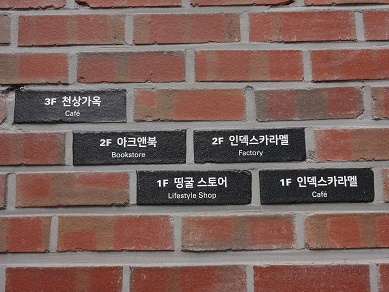 3F 천상가옥
Café
2F 아크앤북
Bookstore
2F 인덱스카라멜
Factory
1F 띵굴 스토어
Lifestyle Shop
1F 인덱스카라멜
Café